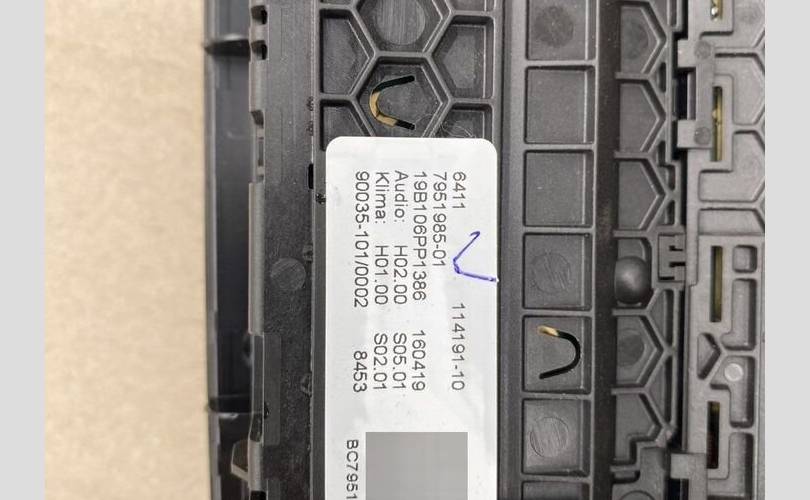 6411 114191-10
7951985-01
19B106PP1386 160419
Audio: H02.00 S05.01
Klima: H01.00 S02.01
90035-101/0002 8453
BC7951